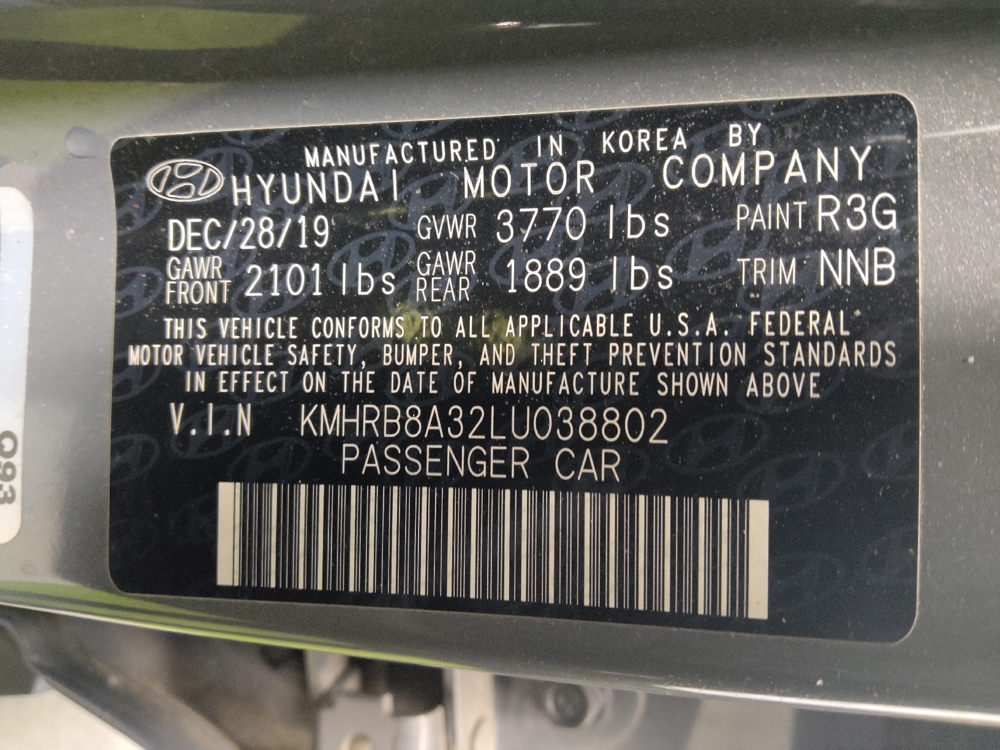 MANUFACTURED IN KOREA BY
HYUNDAI MOTOR COMPANY
DEC/28/19 GVWR 3770 lbs PAINT R3G
GAWR FRONT 2101 lbs GAWR REAR 1889 lbs TRIM NNB
THIS VEHICLE CONFORMS TO ALL APPLICABLE U.S.A. FEDERAL
MOTOR VEHICLE SAFETY, BUMPER, AND THEFT PREVENTION STANDARDS
IN EFFECT ON THE DATE OF MANUFACTURE SHOWN ABOVE
V.I.N KMHRB8A32LU038802
PASSENGER CAR